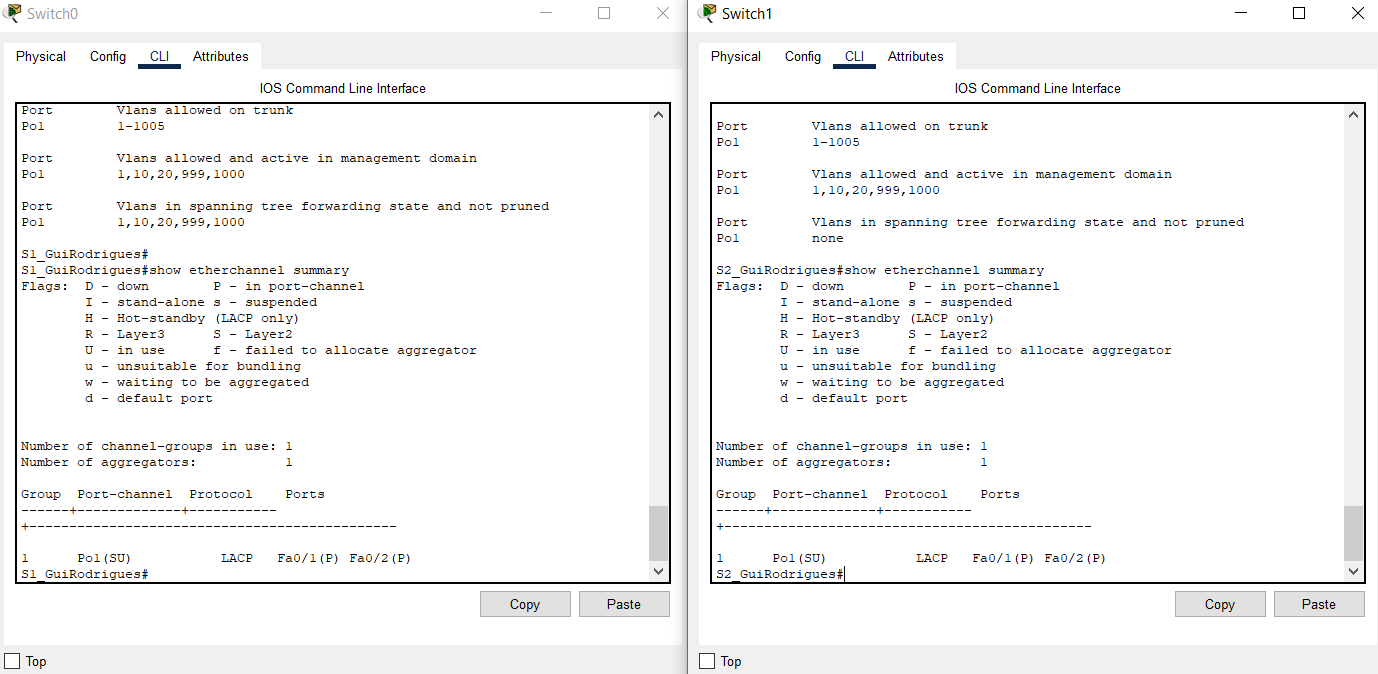 Switch0
Physical Config CLI Attributes
IOS Command Line Interface
Port        Vlans allowed on trunk
Po1         1-1005

Port        Vlans allowed and active in management domain
Po1         1,10,20,999,1000

Port        Vlans in spanning tree forwarding state and not pruned
Po1         1,10,20,999,1000

S1_GuiRodrigues#
S1_GuiRodrigues#show etherchannel summary
Flags:  D - down        P - in port-channel
        I - stand-alone s - suspended
        H - Hot-standby (LACP only)
        R - Layer3      S - Layer2
        U - in use      f - failed to allocate aggregator
        u - unsuitable for bundling
        w - waiting to be aggregated
        d - default port

Number of channel-groups in use: 1
Number of aggregators:           1

Group  Port-channel  Protocol    Ports
------+-------------+-----------
+----------------------------------------------

1      Po1(SU)           LACP   Fa0/1(P) Fa0/2(P)
S1_GuiRodrigues#
Copy Paste
Top
Switch1
Physical Config CLI Attributes
IOS Command Line Interface
Port        Vlans allowed on trunk
Po1         1-1005

Port        Vlans allowed and active in management domain
Po1         1,10,20,999,1000

Port        Vlans in spanning tree forwarding state and not pruned
Po1         none

S2_GuiRodrigues#show etherchannel summary
Flags:  D - down        P - in port-channel
        I - stand-alone s - suspended
        H - Hot-standby (LACP only)
        R - Layer3      S - Layer2
        U - in use      f - failed to allocate aggregator
        u - unsuitable for bundling
        w - waiting to be aggregated
        d - default port

Number of channel-groups in use: 1
Number of aggregators:           1

Group  Port-channel  Protocol    Ports
------+-------------+-----------
+----------------------------------------------

1      Po1(SU)           LACP   Fa0/1(P) Fa0/2(P)
S2_GuiRodrigues#
Copy Paste
Top